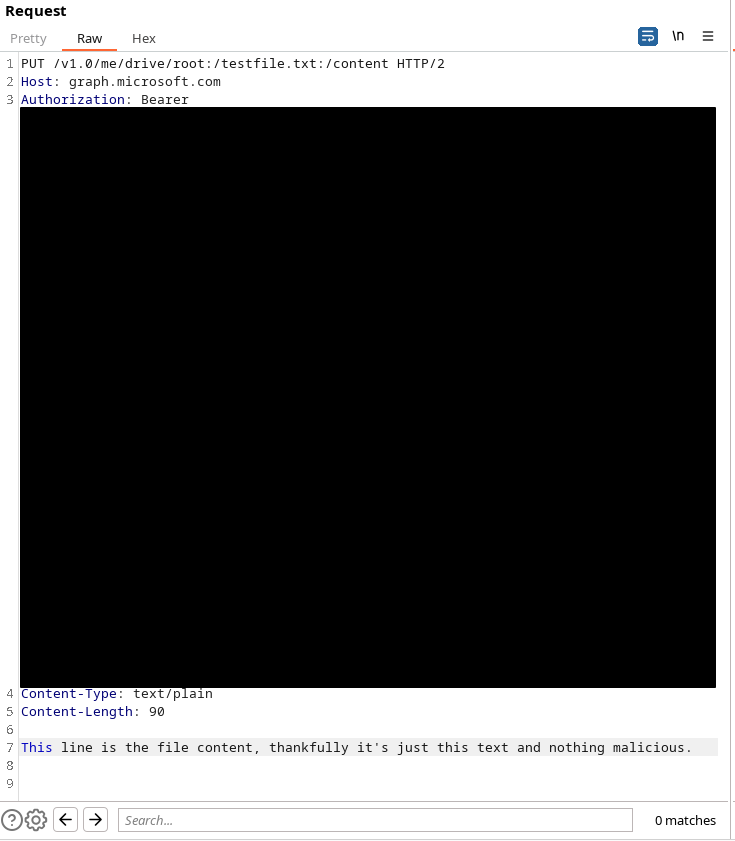 Request
Pretty Raw Hex \n
1 PUT /v1.0/me/drive/root:/testfile.txt:/content HTTP/2
2 Host: graph.microsoft.com
3 Authorization: Bearer
4 Content-Type: text/plain
5 Content-Length: 90
6
7 This line is the file content, thankfully it's just this text and nothing malicious.
8
9
? Search... 0 matches